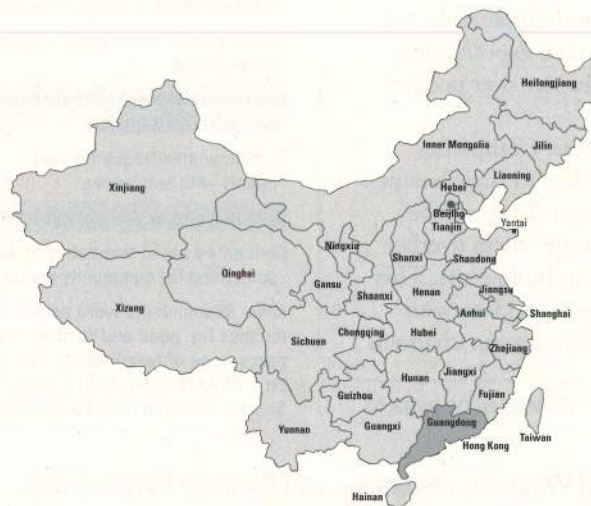 Heilongjiang
Jilin
Inner Mongolia
Liaoning
Xinjiang
Hebei
Beijing
Tianjin
Yantai
Ningxia
Shanxi
Shandong
Qinghai
Gansu
Shaanxi
Henan
Jiangsu
Xizang
Anhui
Shanghai
Sichuan
Chongqing
Hubei
Zhejiang
Hunan
Jiangxi
Guizhou
Fujian
Yunnan
Guangxi
Guangdong
Taiwan
Hong Kong
Hainan